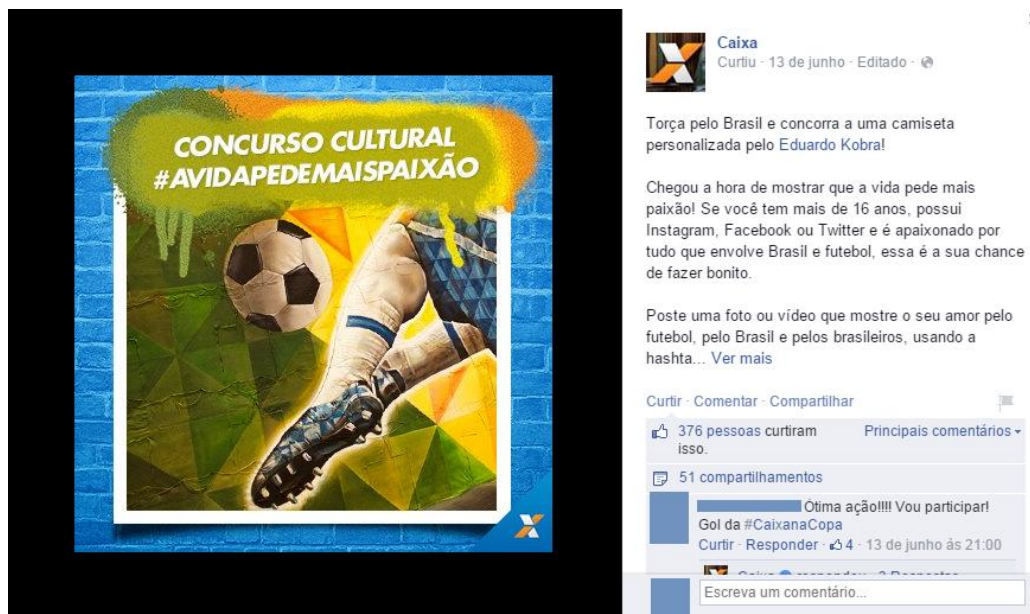 CONCURSO CULTURAL
#AVIDAPEDEMAISPAIXÃO
Caixa
Curtiu · 13 de junho · Editado ·
Torça pelo Brasil e concorra a uma camiseta
personalizada pelo Eduardo Kobra!
Chegou a hora de mostrar que a vida pede mais
paixão! Se você tem mais de 16 anos, possui
Instagram, Facebook ou Twitter e é apaixonado por
tudo que envolve Brasil e futebol, essa é a sua chance
de fazer bonito.
Poste uma foto ou vídeo que mostre o seu amor pelo
futebol, pelo Brasil e pelos brasileiros, usando a
hashta... Ver mais
Curtir · Comentar · Compartilhar
376 pessoas curtiram
isso.
Principais comentários
51 compartilhamentos
Ótima ação!!!! Vou participar!
Gol da #CaixanaCopa
Curtir · Responder · 4 · 13 de junho às 21:00
Escreva um comentário...